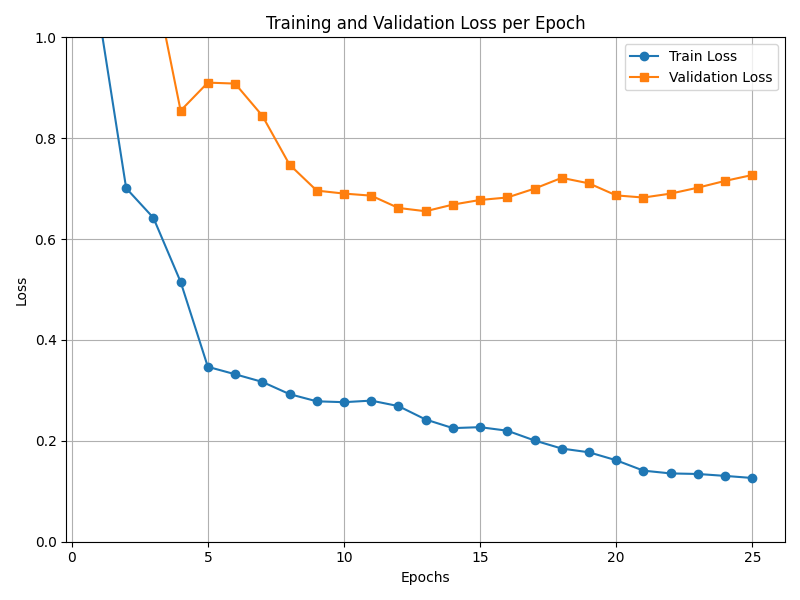 Training and Validation Loss per Epoch
1.0
Train Loss
Validation Loss
0.8
0.6
Loss
0.4
0.2
0.0
0 5 10 15 20 25
Epochs